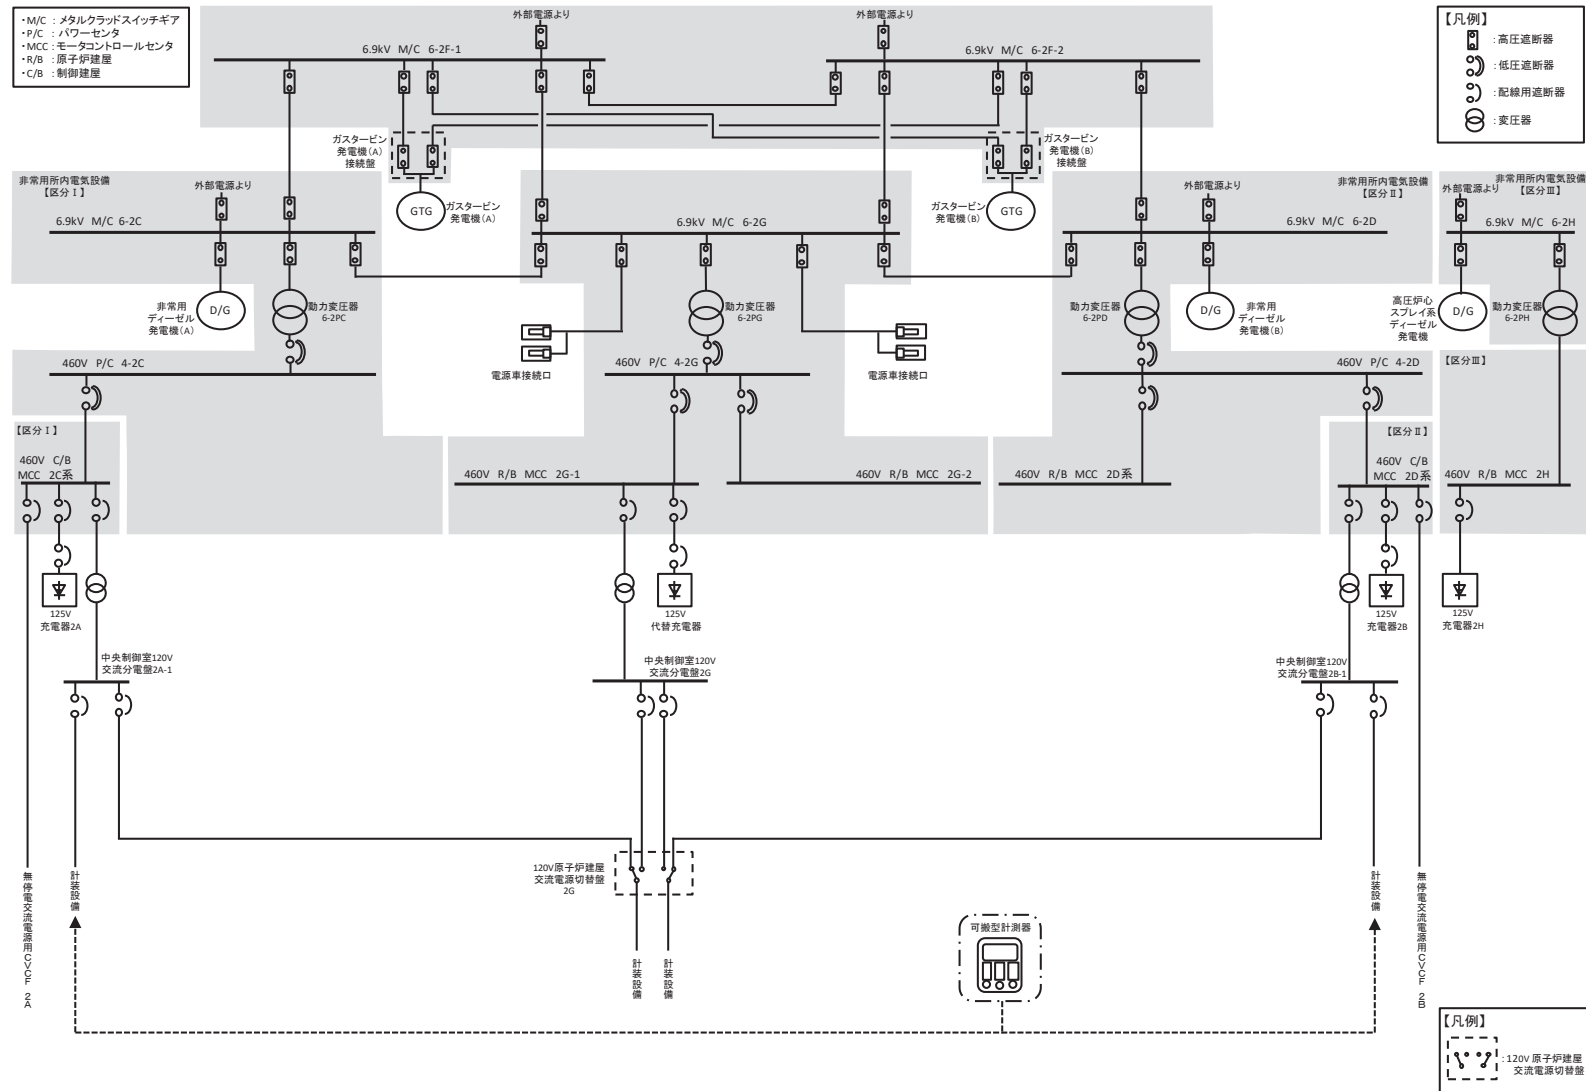 ・M/C ：メタルクラッドスイッチギア
・P/C ：パワーセンタ
・MCC：モータコントロールセンタ
・R/B ：原子炉建屋
・C/B ：制御建屋
外部電源より
外部電源より
6.9kV M/C 6-2F-1
6.9kV M/C 6-2F-2
【凡例】
：高圧遮断器
：低圧遮断器
：配線用遮断器
：変圧器
ガスタービン
発電機(A)
接続盤
ガスタービン
発電機(B)
接続盤
非常用所内電気設備
【区分Ⅰ】
外部電源より
6.9kV M/C 6-2C
GTG
ガスタービン
発電機(A)
6.9kV M/C 6-2G
ガスタービン
発電機(B)
GTG
外部電源より
非常用所内電気設備
【区分Ⅱ】
6.9kV M/C 6-2D
非常用所内電気設備
【区分Ⅲ】
外部電源より
6.9kV M/C 6-2H
非常用
ディーゼル
発電機(A)
D/G
動力変圧器
6-2PC
動力変圧器
6-2PG
動力変圧器
6-2PD
D/G
非常用
ディーゼル
発電機(B)
高圧炉心
スプレイ系
ディーゼル
発電機
D/G
動力変圧器
6-2PH
460V P/C 4-2C
電源車接続口
460V P/C 4-2G
電源車接続口
460V P/C 4-2D
【区分Ⅲ】
【区分Ⅰ】
460V C/B
MCC 2C系
460V R/B MCC 2G-1
460V R/B MCC 2G-2
460V R/B MCC 2D系
【区分Ⅱ】
460V C/B
MCC 2D系
460V R/B MCC 2H
125V
充電器2A
125V
代替充電器
125V
充電器2B
125V
充電器2H
中央制御室120V
交流分電盤2A-1
中央制御室120V
交流分電盤2G
中央制御室120V
交流分電盤2B-1
120V原子炉建屋
交流電源切替盤
2G
無停電交流電源用CVCF 2A
計装設備
計装設備
計装設備
可搬型計測器
計装設備
無停電交流電源用CVCF 2B
【凡例】
：120V 原子炉建屋
交流電源切替盤